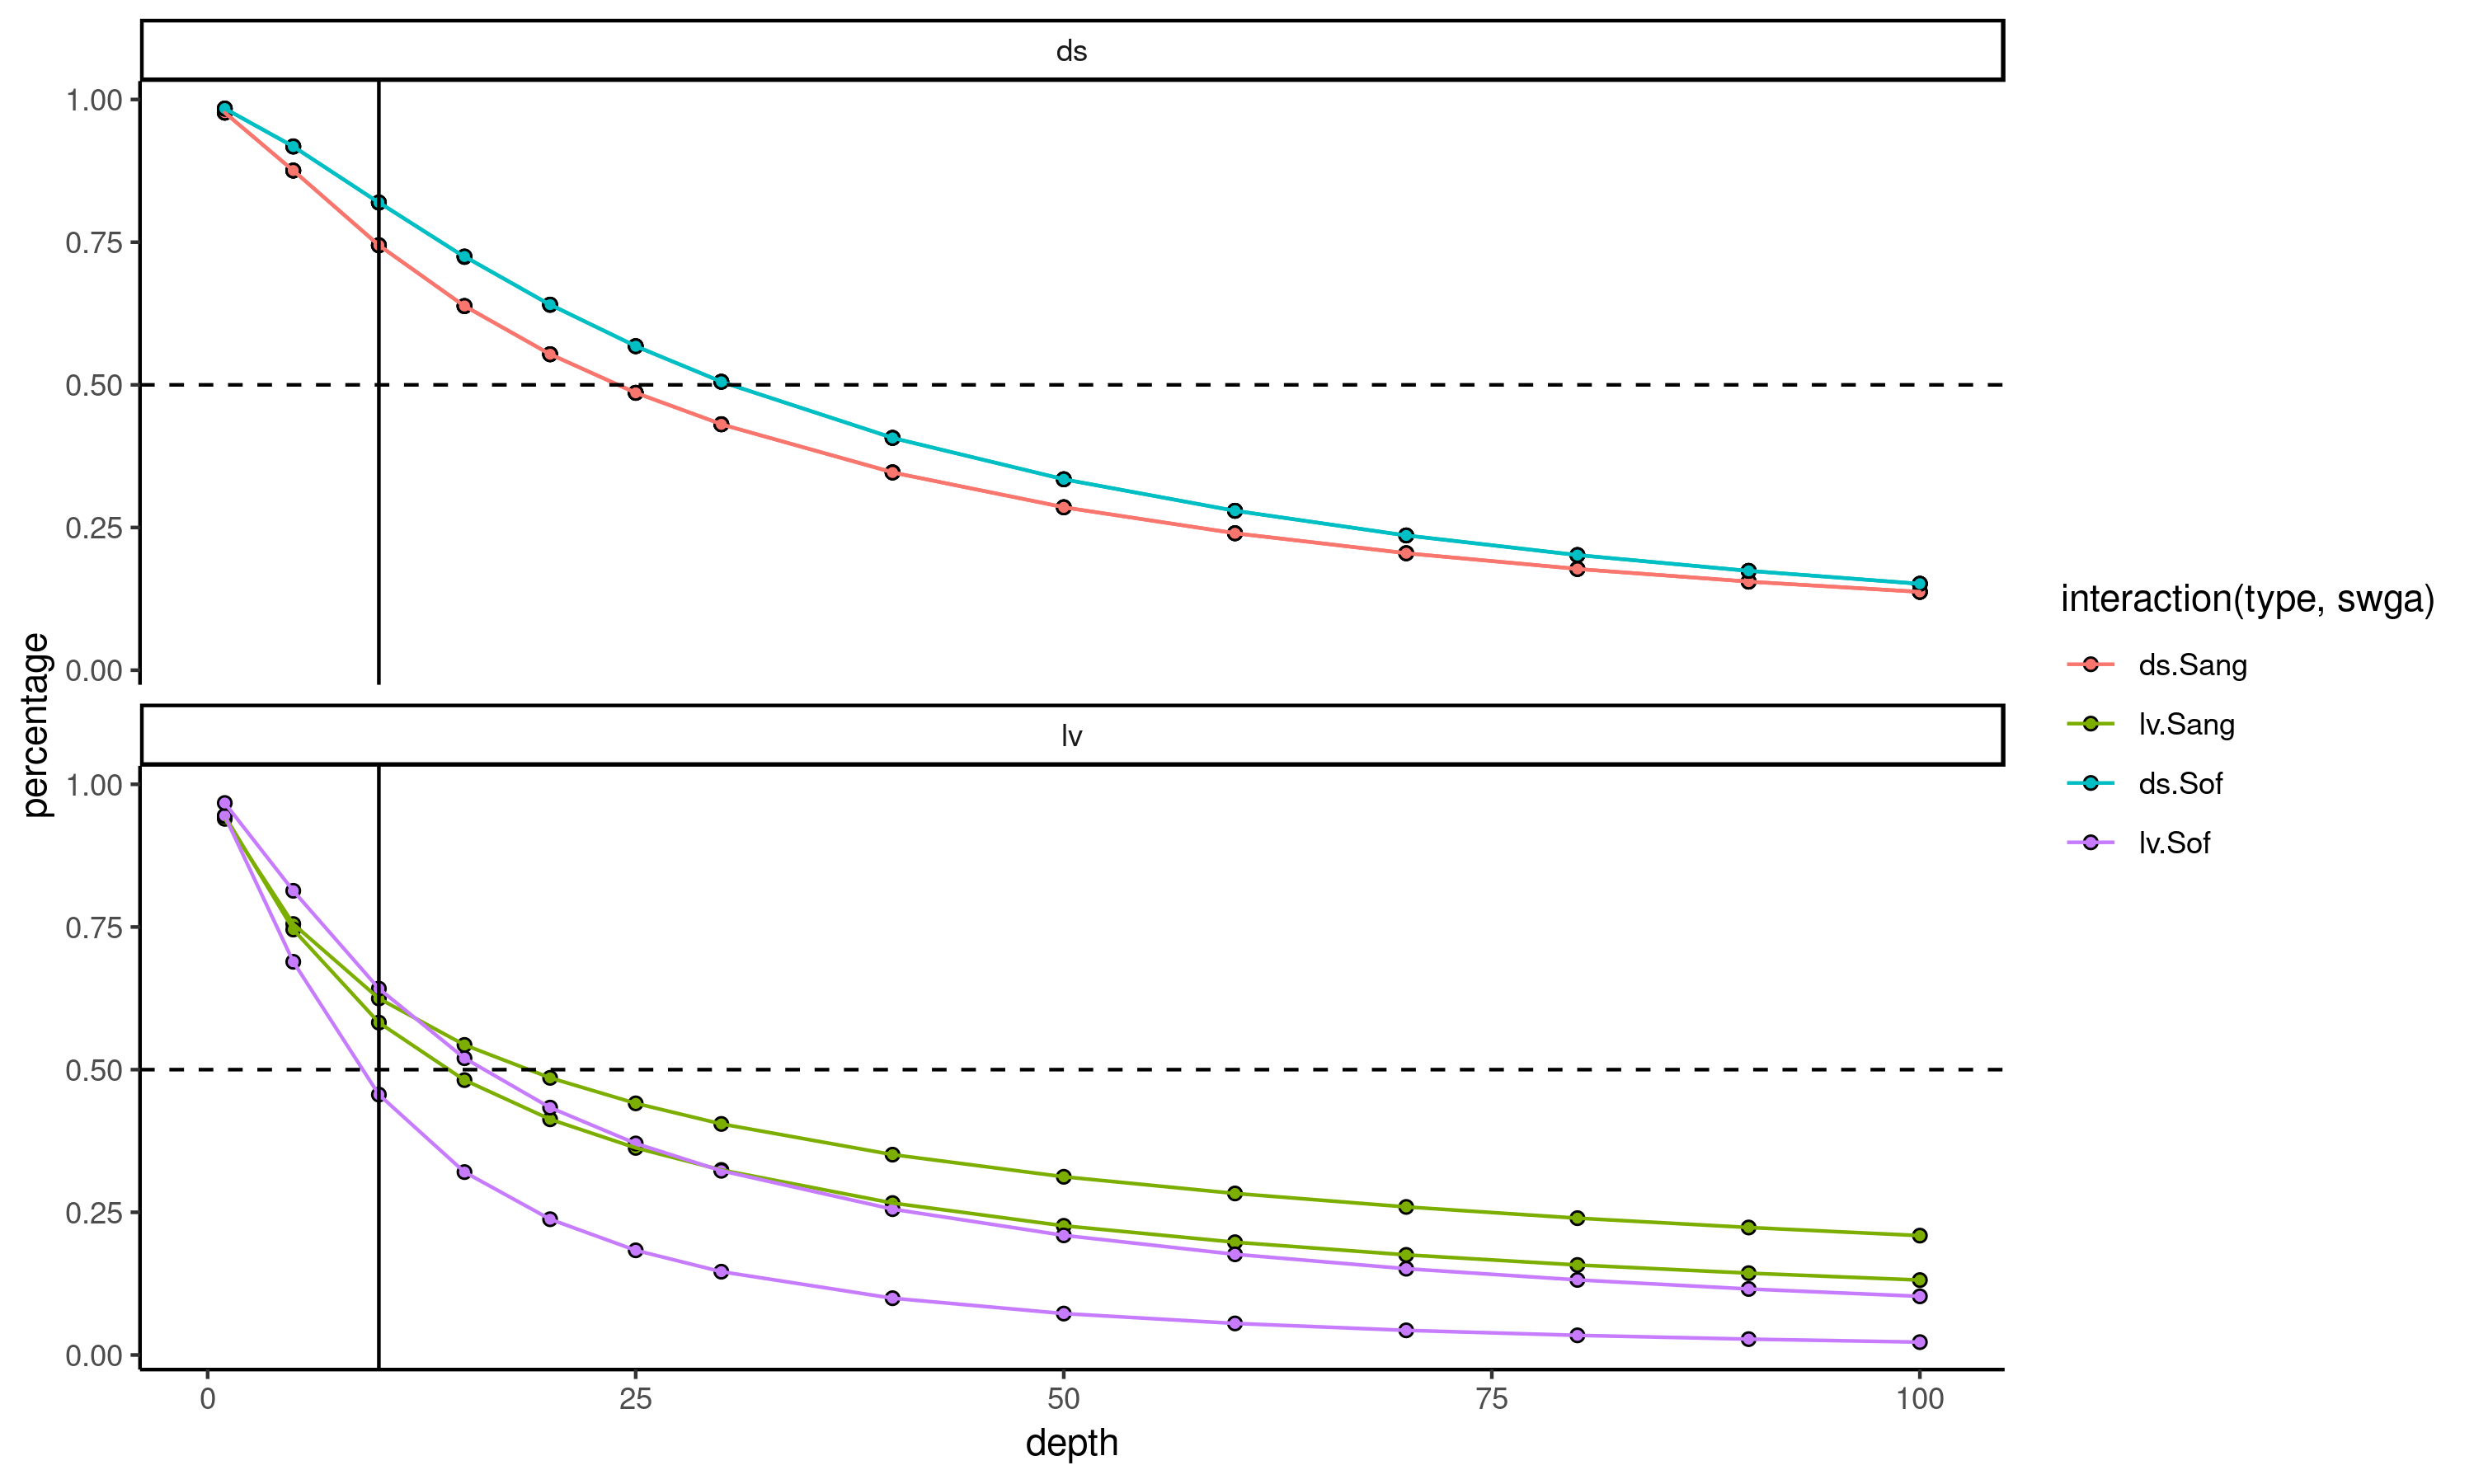 ds
1.00
0.75
0.50
0.25
0.00
percentage
lv
1.00
0.75
0.50
0.25
0.00
0 25 50 75 100
depth
interaction(type, swga)
ds.Sang
lv.Sang
ds.Sof
lv.Sof